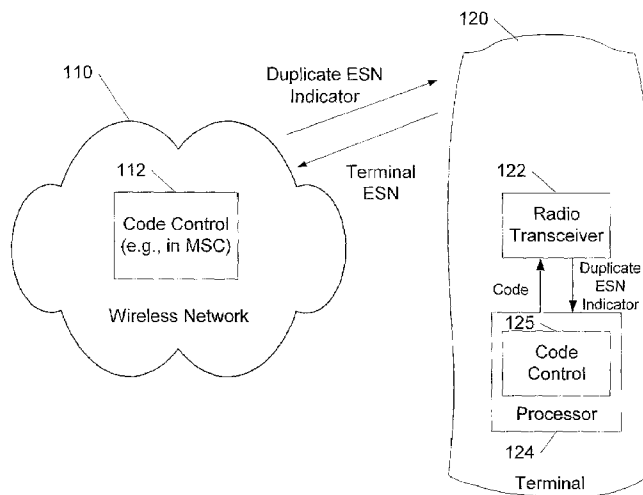 120
110
Duplicate ESN
Indicator
Terminal
ESN
112
Code Control
(e.g., in MSC)
Wireless Network
122
Radio
Transceiver
Code
Duplicate
ESN
Indicator
125
Code
Control
Processor
124
Terminal